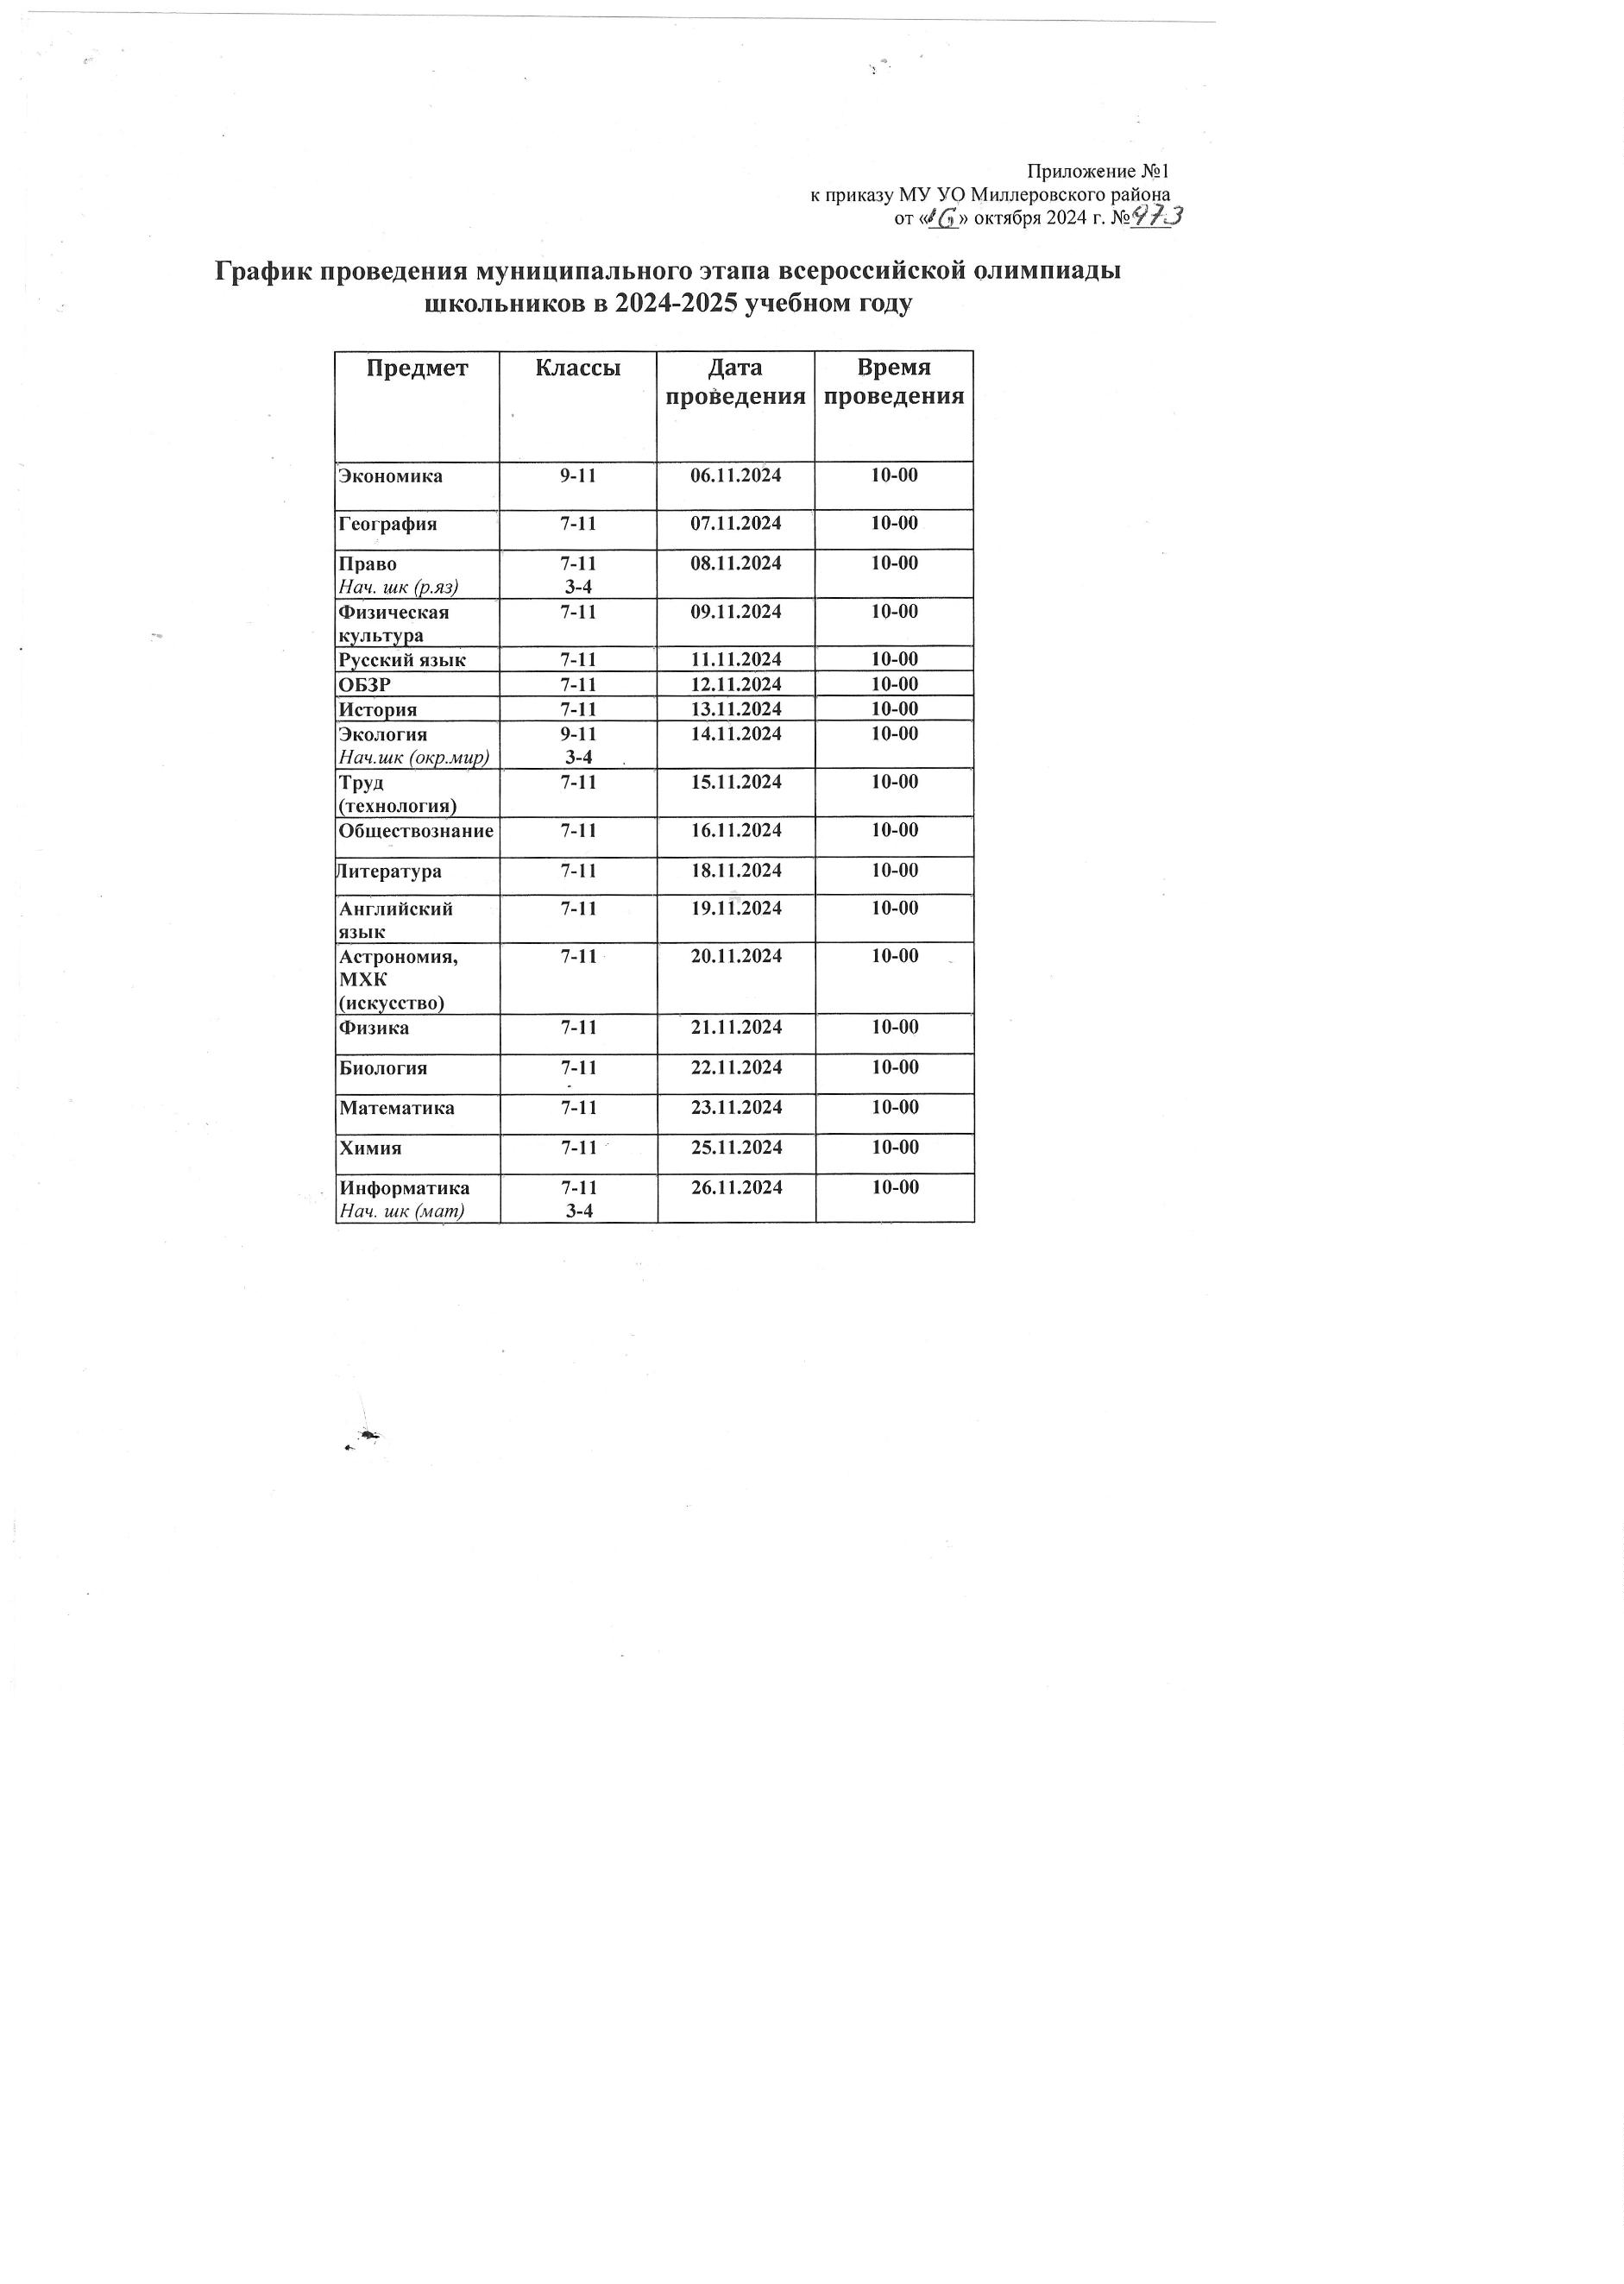 Приложение №1
к приказу МУ УО Миллеровского района
от «16» октября 2024 г. №973
График проведения муниципального этапа всероссийской олимпиады
школьников в 2024-2025 учебном году
Предмет Классы Дата Время
проведения проведения
Экономика 9-11 06.11.2024 10-00
География 7-11 07.11.2024 10-00
Право 7-11 08.11.2024 10-00
Нач. шк (р.яз) 3-4
Физическая 7-11 09.11.2024 10-00
культура
Русский язык 7-11 11.11.2024 10-00
ОБЗР 7-11 12.11.2024 10-00
История 7-11 13.11.2024 10-00
Экология 9-11 14.11.2024 10-00
Нач.шк (окр.мир) 3-4
Труд 7-11 15.11.2024 10-00
(технология)
Обществознание 7-11 16.11.2024 10-00
Литература 7-11 18.11.2024 10-00
Английский 7-11 19.11.2024 10-00
язык
Астрономия, 7-11 20.11.2024 10-00
МХК
(искусство)
Физика 7-11 21.11.2024 10-00
Биология 7-11 22.11.2024 10-00
Математика 7-11 23.11.2024 10-00
Химия 7-11 25.11.2024 10-00
Информатика 7-11 26.11.2024 10-00
Нач. шк (мат) 3-4